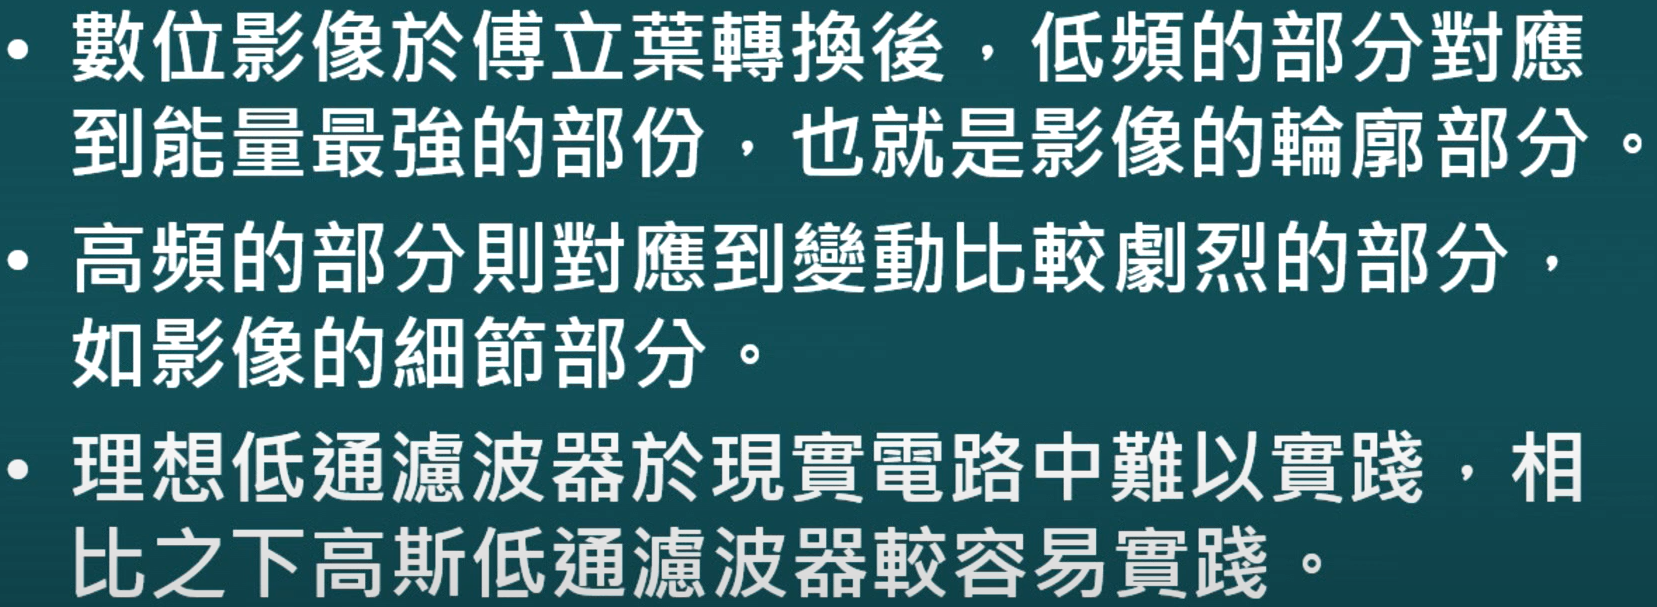 • 數位影像於傅立葉轉換後，低頻的部分對應
到能量最強的部份，也就是影像的輪廓部分。
• 高頻的部分則對應到變動比較劇烈的部分，
如影像的細節部分。
• 理想低通濾波器於現實電路中難以實踐，相
比之下高斯低通濾波器較容易實踐。